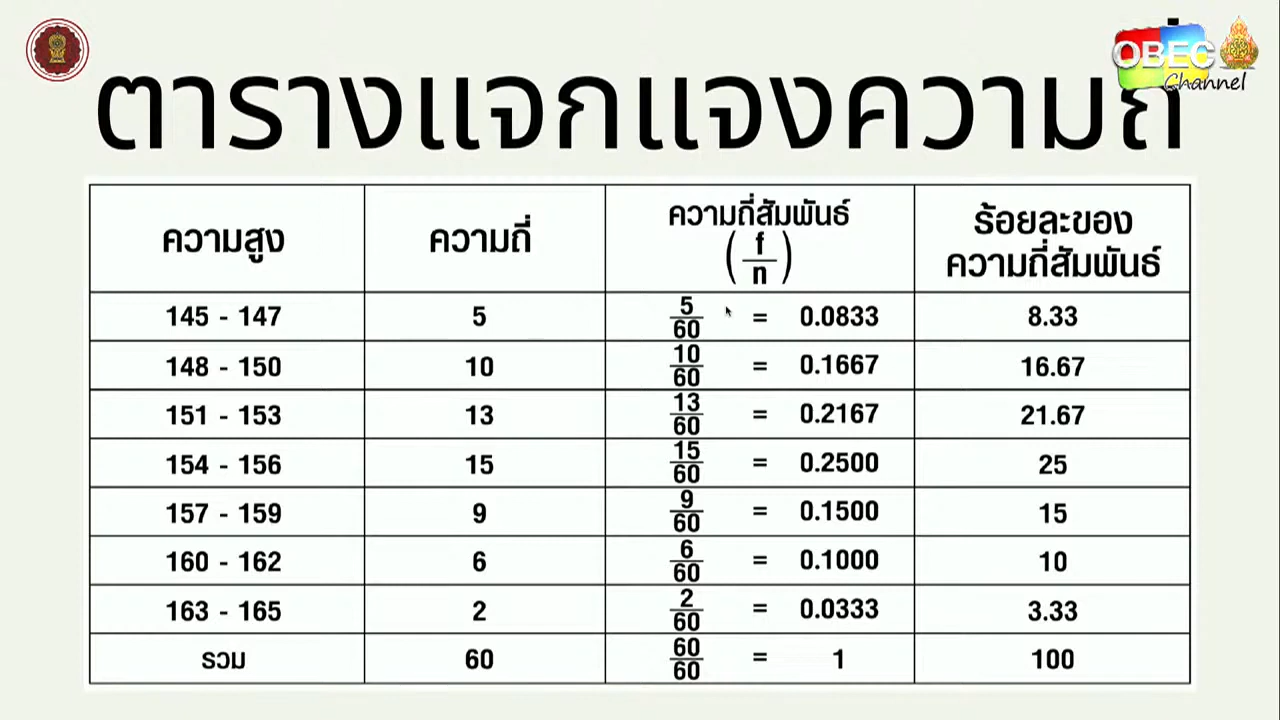 OBEC
Channel
ตารางแจกแจงความถี่
ความสูง ความถี่ ความถี่สัมพันธ์ (f/n) ร้อยละของความถี่สัมพันธ์
145 - 147 5 5/60 = 0.0833 8.33
148 - 150 10 10/60 = 0.1667 16.67
151 - 153 13 13/60 = 0.2167 21.67
154 - 156 15 15/60 = 0.2500 25
157 - 159 9 9/60 = 0.1500 15
160 - 162 6 6/60 = 0.1000 10
163 - 165 2 2/60 = 0.0333 3.33
รวม 60 60/60 = 1 100